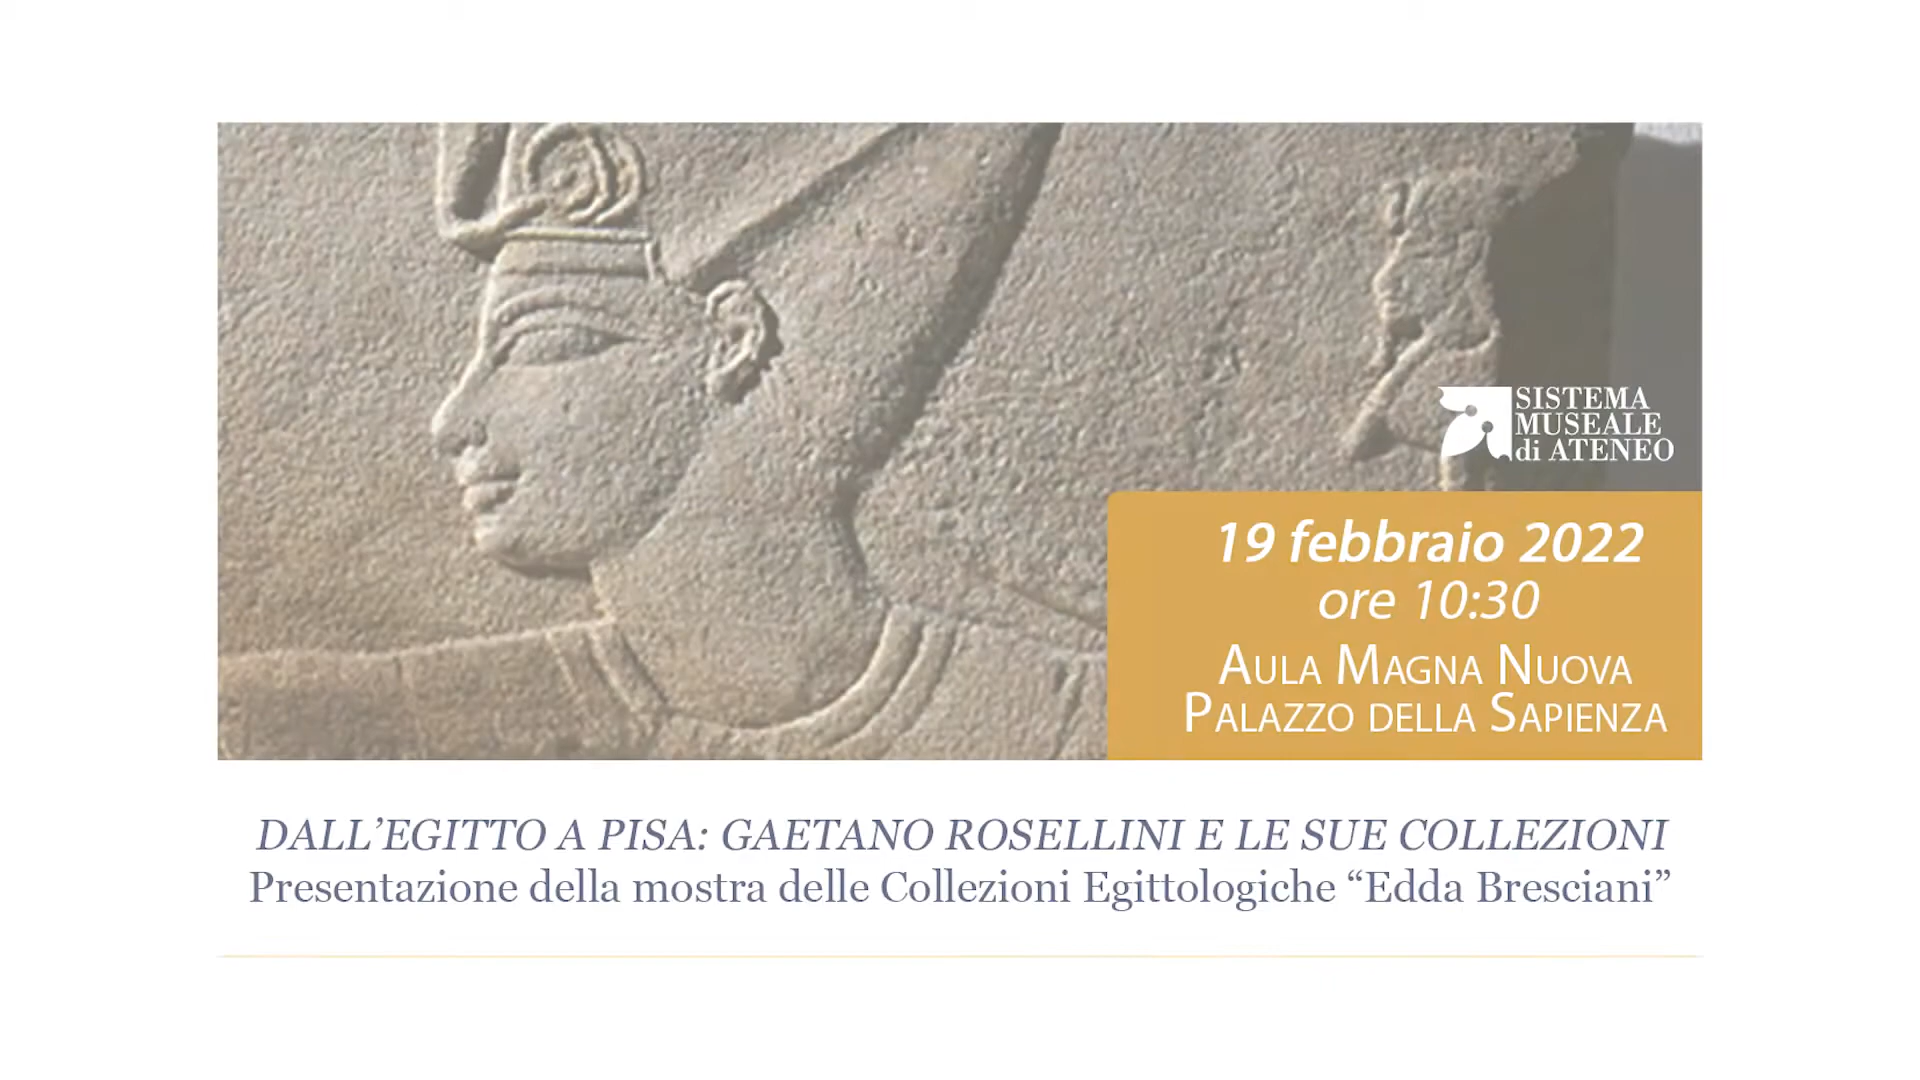 SISTEMA
MUSEALE
di ATENEO
19 febbraio 2022
ore 10:30
AULA MAGNA NUOVA
PALAZZO DELLA SAPIENZA
DALL’EGITTO A PISA: GAETANO ROSELLINI E LE SUE COLLEZIONI
Presentazione della mostra delle Collezioni Egittologiche “Edda Bresciani”